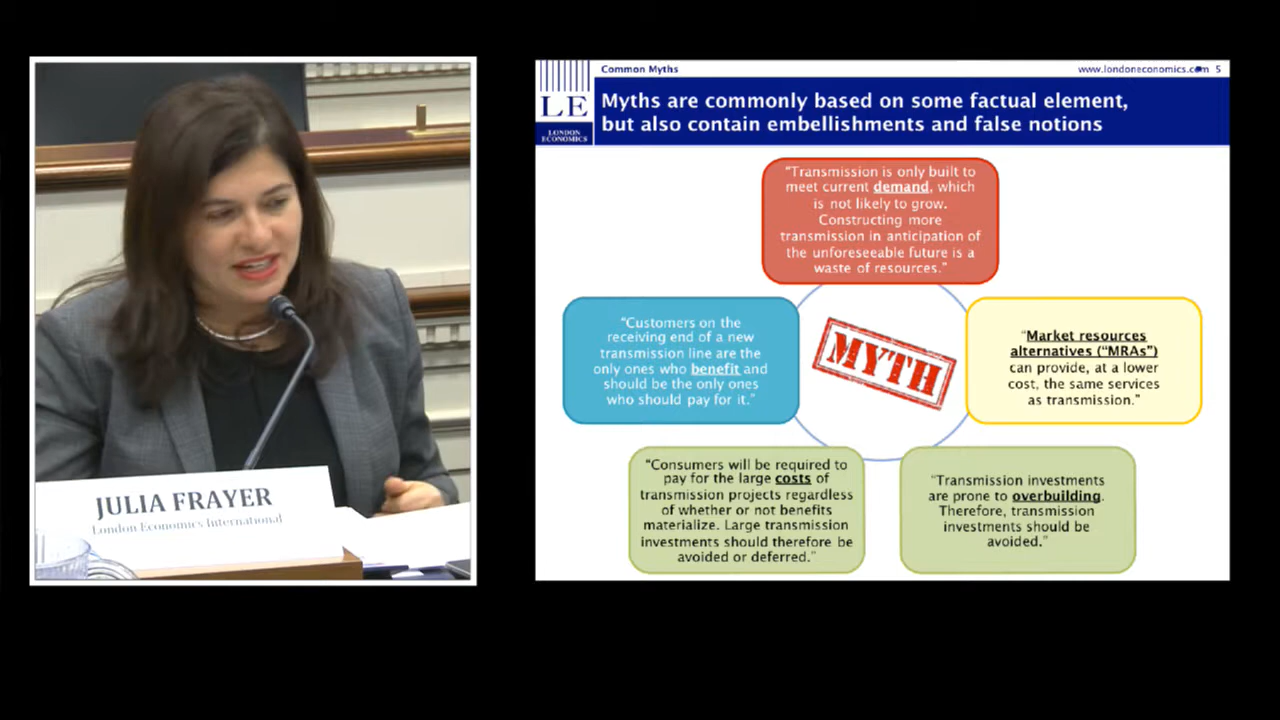 JULIA FRAYER
London Economics International
LE
LONDON
ECONOMICS
Common Myths
www.londoneconomics.com 5
Myths are commonly based on some factual element,
but also contain embellishments and false notions
“Transmission is only built to
meet current demand, which
is not likely to grow.
Constructing more
transmission in anticipation of
the unforeseeable future is a
waste of resources.”
“Customers on the
receiving end of a new
transmission line are the
only ones who benefit and
should be the only ones
who should pay for it.”
MYTH
“Market resources
alternatives (“MRAs”)
can provide, at a lower
cost, the same services
as transmission.”
“Consumers will be required to
pay for the large costs of
transmission projects regardless
of whether or not benefits
materialize. Large transmission
investments should therefore be
avoided or deferred.”
“Transmission investments
are prone to overbuilding.
Therefore, transmission
investments should be
avoided.”